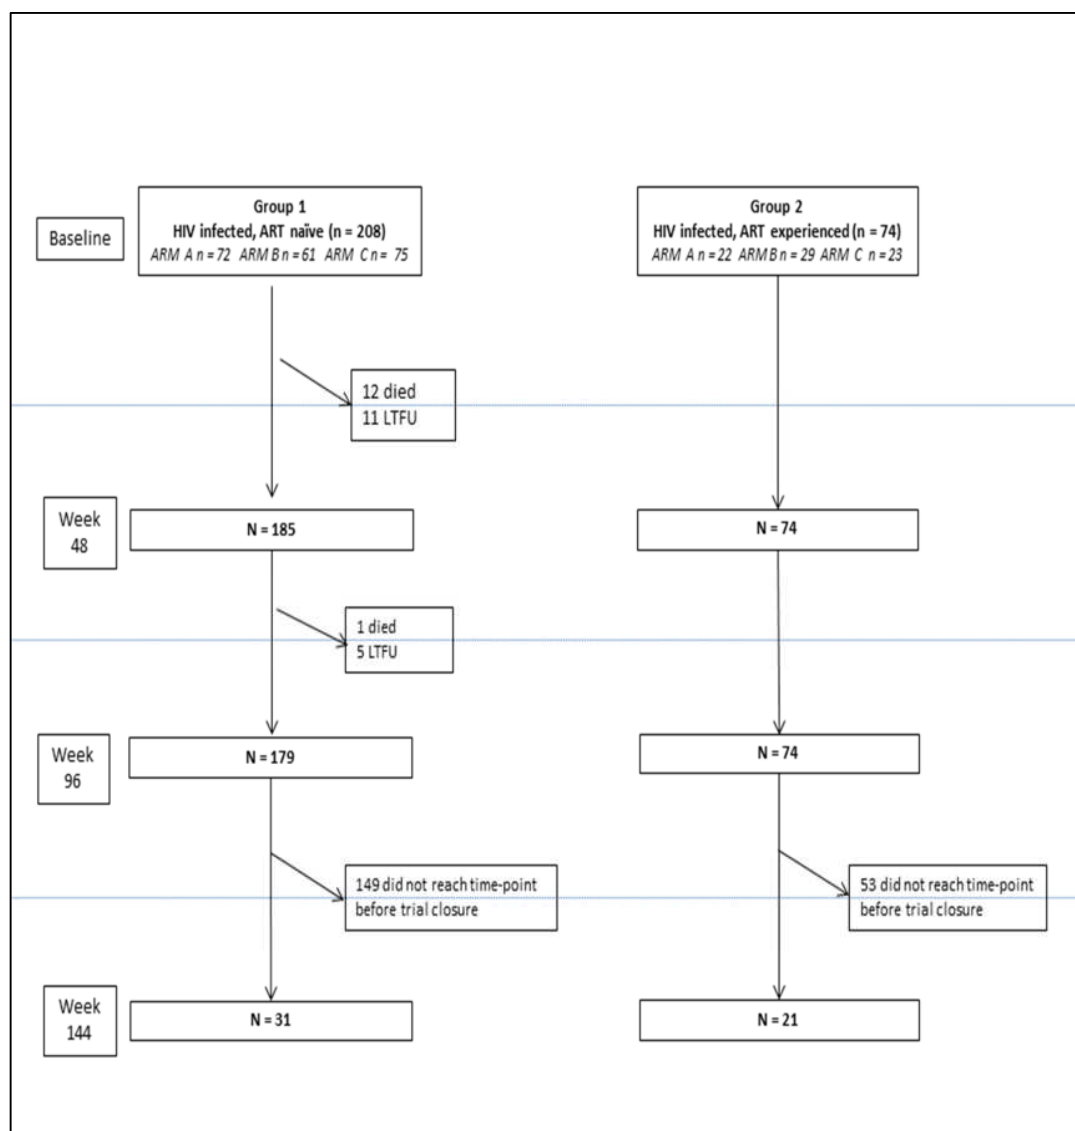 Baseline
Group 1
HIV infected, ART naïve (n = 208)
ARM A n = 72 ARM B n = 61 ARM C n = 75
Group 2
HIV infected, ART experienced (n = 74)
ARM A n = 22 ARM B n = 29 ARM C n = 23
12 died
11 LTFU
Week
48
N = 185
N = 74
1 died
5 LTFU
Week
96
N = 179
N = 74
149 did not reach time-point
before trial closure
53 did not reach time-point
before trial closure
Week
144
N = 31
N = 21